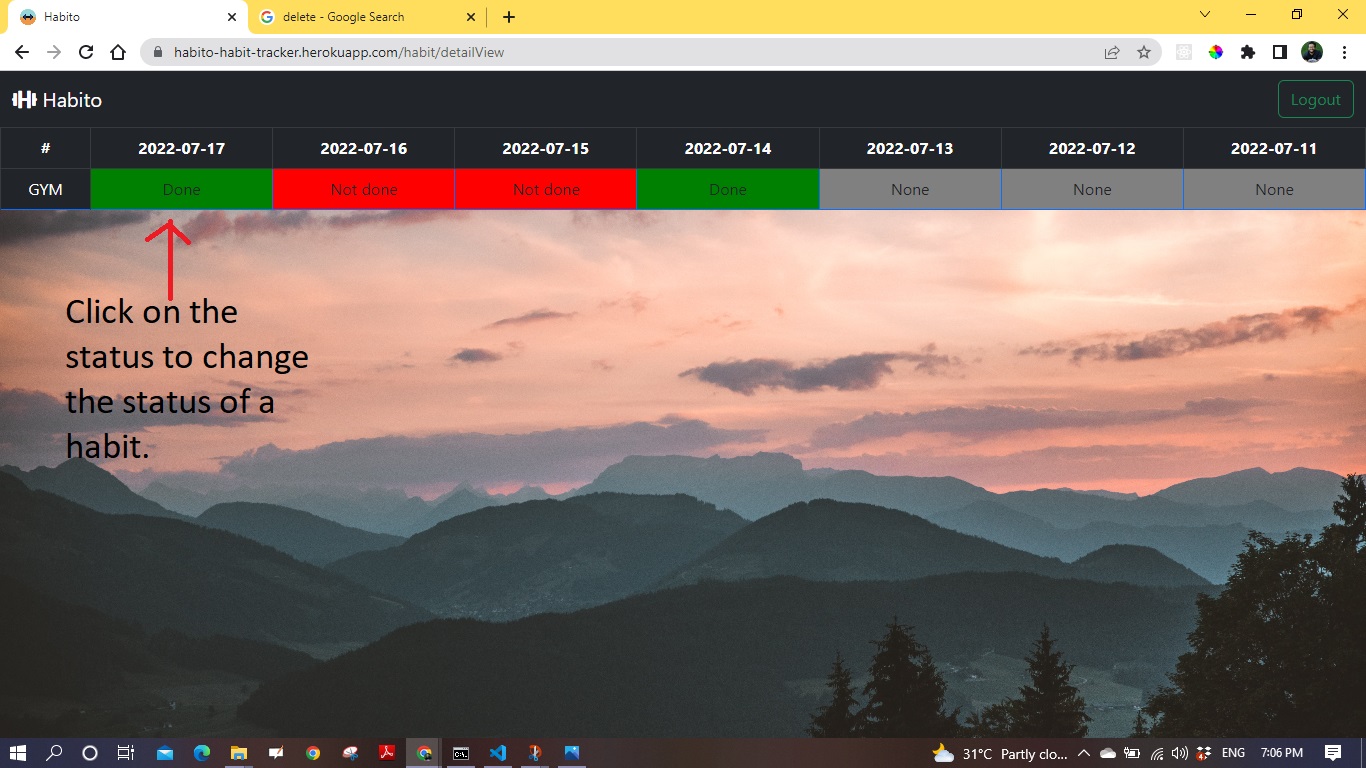 Habito
delete - Google Search
habito-habit-tracker.herokuapp.com/habit/detailView
Habito
Logout
# 2022-07-17 2022-07-16 2022-07-15 2022-07-14 2022-07-13 2022-07-12 2022-07-11
GYM Done Not done Not done Done None None None
Click on the
status to change
the status of a
habit.
31°C Partly clo... ENG 7:06 PM